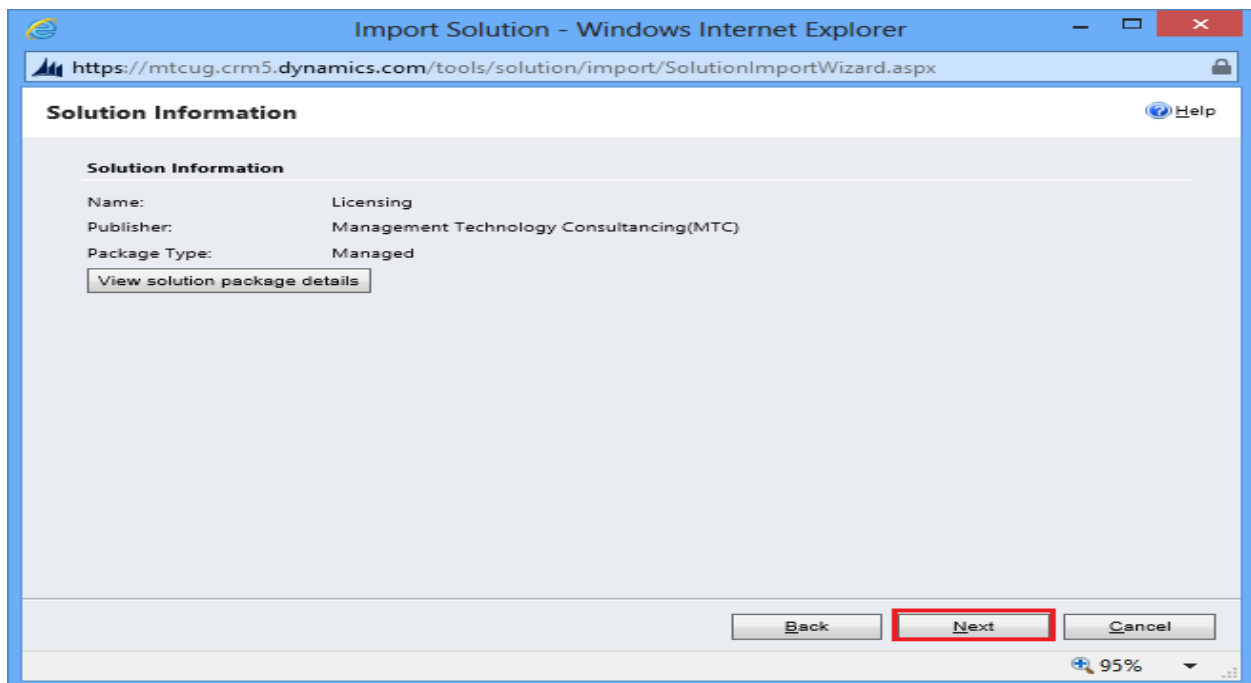 Import Solution - Windows Internet Explorer
https://mtcug.crm5.dynamics.com/tools/solution/import/SolutionImportWizard.aspx
Solution Information
Help
Solution Information
Name: Licensing
Publisher: Management Technology Consultancing(MTC)
Package Type: Managed
View solution package details
Back Next Cancel
95%